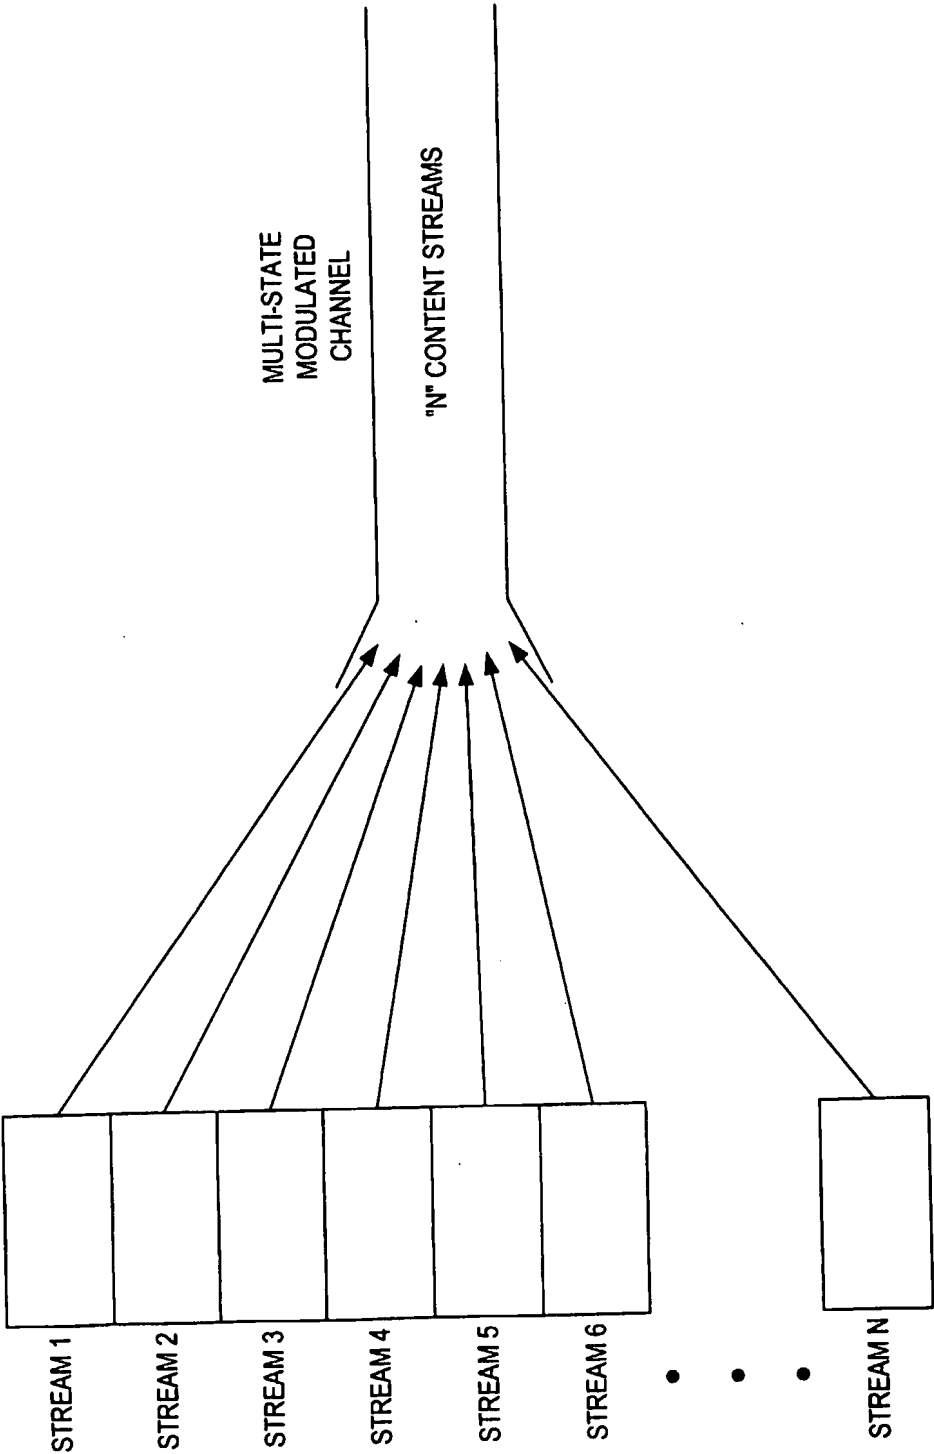 MULTI-STATE
MODULATED
CHANNEL
"N" CONTENT STREAMS
STREAM 1
STREAM 2
STREAM 3
STREAM 4
STREAM 5
STREAM 6
STREAM N